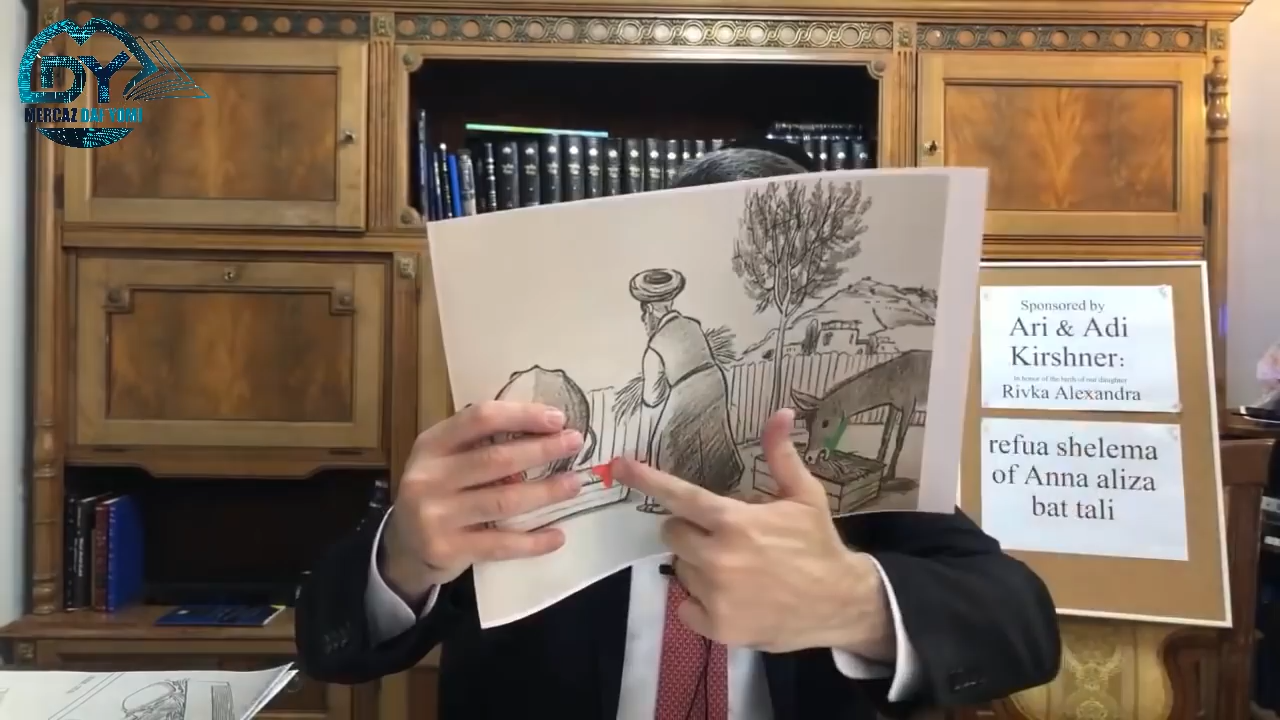 MERCAZ DAF YOMI
Sponsored by
Ari & Adi
Kirshner:
in honor of the birth of our daughter
Rivka Alexandra
refua shelema
of Anna aliza
bat tali